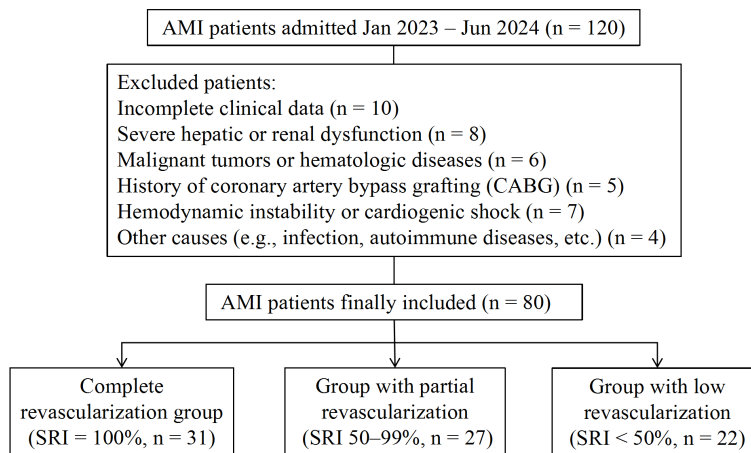 AMI patients admitted Jan 2023 – Jun 2024 (n = 120)
Excluded patients:
Incomplete clinical data (n = 10)
Severe hepatic or renal dysfunction (n = 8)
Malignant tumors or hematologic diseases (n = 6)
History of coronary artery bypass grafting (CABG) (n = 5)
Hemodynamic instability or cardiogenic shock (n = 7)
Other causes (e.g., infection, autoimmune diseases, etc.) (n = 4)
AMI patients finally included (n = 80)
Complete
revascularization group
(SRI = 100%, n = 31)
Group with partial
revascularization
(SRI 50–99%, n = 27)
Group with low
revascularization
(SRI < 50%, n = 22)